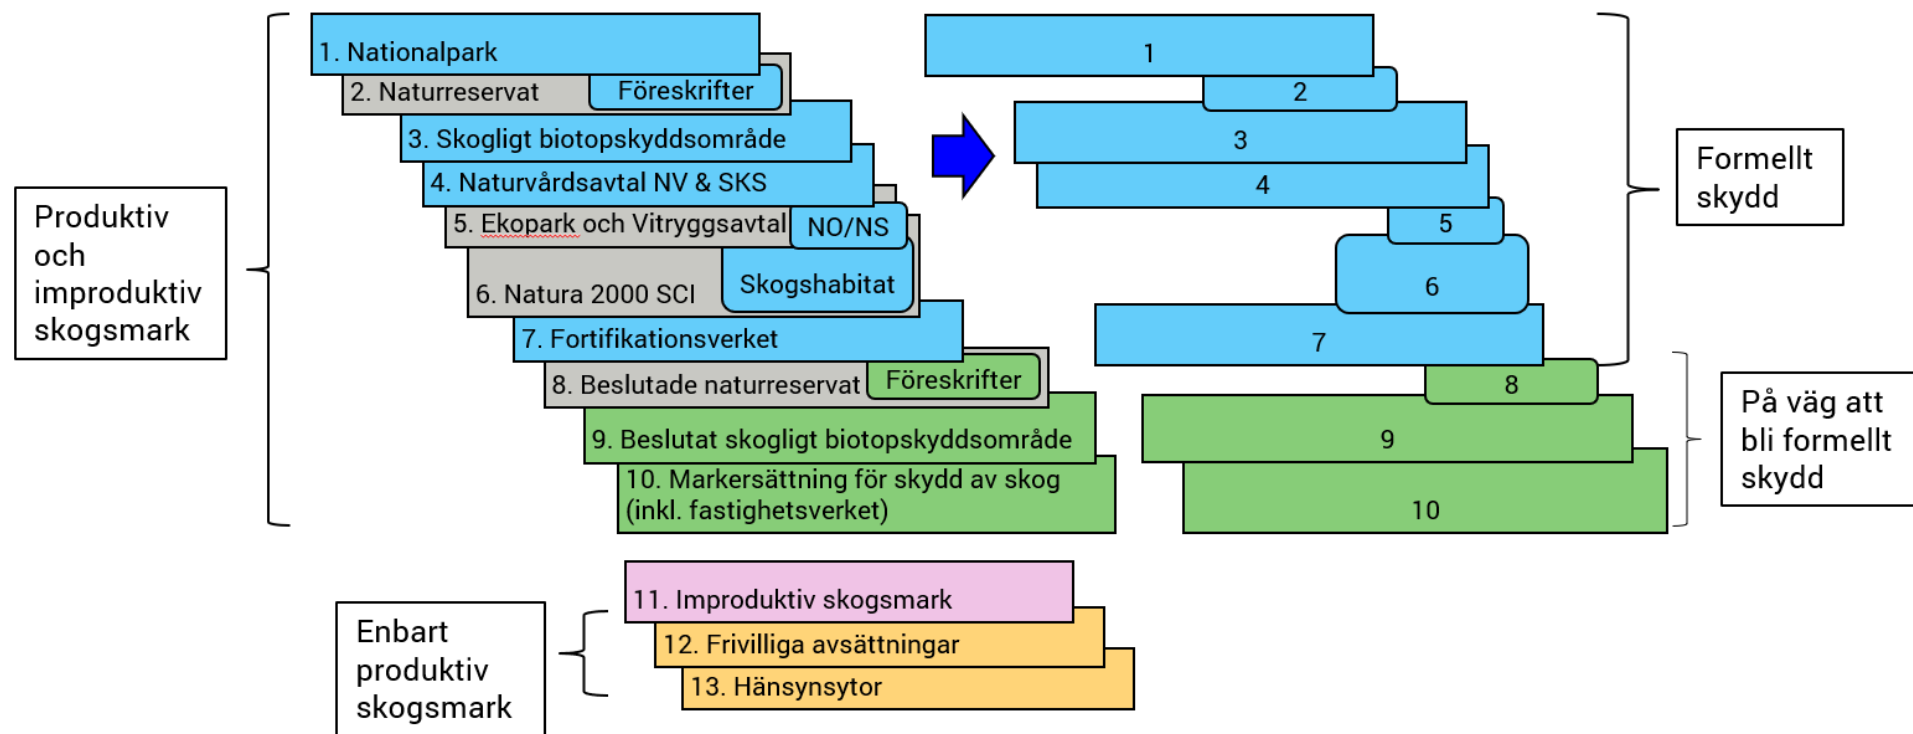 1. Nationalpark
2. Naturreservat
Föreskrifter
3. Skogligt biotopskyddsområde
4. Naturvårdsavtal NV & SKS
5. Ekopark och Vitryggsavtal
NO/NS
6. Natura 2000 SCI
Skogshabitat
7. Fortifikationsverket
8. Beslutade naturreservat
Föreskrifter
9. Beslutat skogligt biotopskyddsområde
10. Markersättning för skydd av skog
(inkl. fastighetsverket)
Produktiv
och
improduktiv
skogsmark
1
2
3
4
5
6
7
8
9
10
Formellt
skydd
På väg att
bli formellt
skydd
11. Improduktiv skogsmark
12. Frivilliga avsättningar
13. Hänsynsytor
Enbart
produktiv
skogsmark